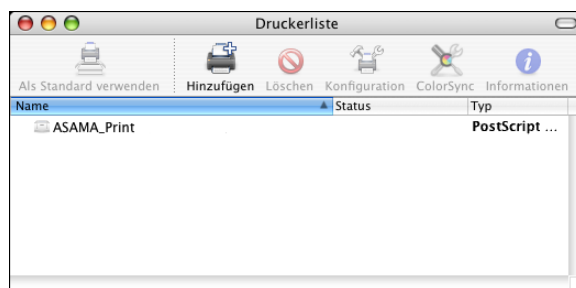 Druckerliste
Als Standard verwenden Hinzufügen Löschen Konfiguration ColorSync Informationen
Name Status Typ
ASAMA_Print PostScript ...